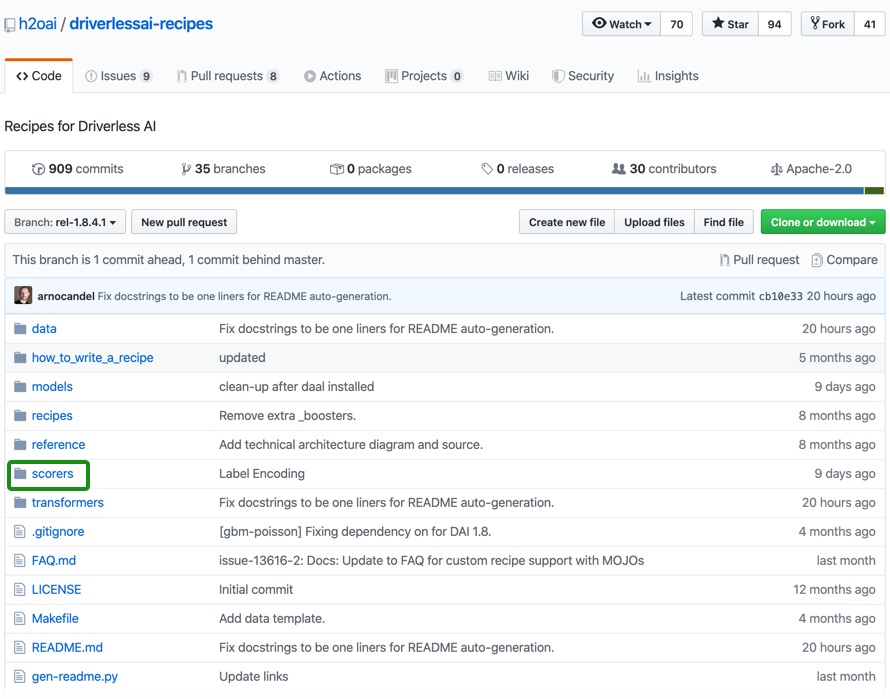 h2oai / driverlessai-recipes
Watch 70 Star 94 Fork 41
Code Issues 9 Pull requests 8 Actions Projects 0 Wiki Security Insights
Recipes for Driverless AI
909 commits 35 branches 0 packages 0 releases 30 contributors Apache-2.0
Branch: rel-1.8.4.1 New pull request Create new file Upload files Find file Clone or download
This branch is 1 commit ahead, 1 commit behind master. Pull request Compare
arnocandel Fix docstrings to be one liners for README auto-generation. Latest commit cb10e33 20 hours ago
data Fix docstrings to be one liners for README auto-generation. 20 hours ago
how_to_write_a_recipe updated 5 months ago
models clean-up after daal installed 9 days ago
recipes Remove extra _boosters. 8 months ago
reference Add technical architecture diagram and source. 8 months ago
scorers Label Encoding 9 days ago
transformers Fix docstrings to be one liners for README auto-generation. 20 hours ago
.gitignore [gbm-poisson] Fixing dependency on for DAI 1.8. 4 months ago
FAQ.md issue-13616-2: Docs: Update to FAQ for custom recipe support with MOJOs last month
LICENSE Initial commit 12 months ago
Makefile Add data template. 4 months ago
README.md Fix docstrings to be one liners for README auto-generation. 20 hours ago
gen-readme.py Update links last month